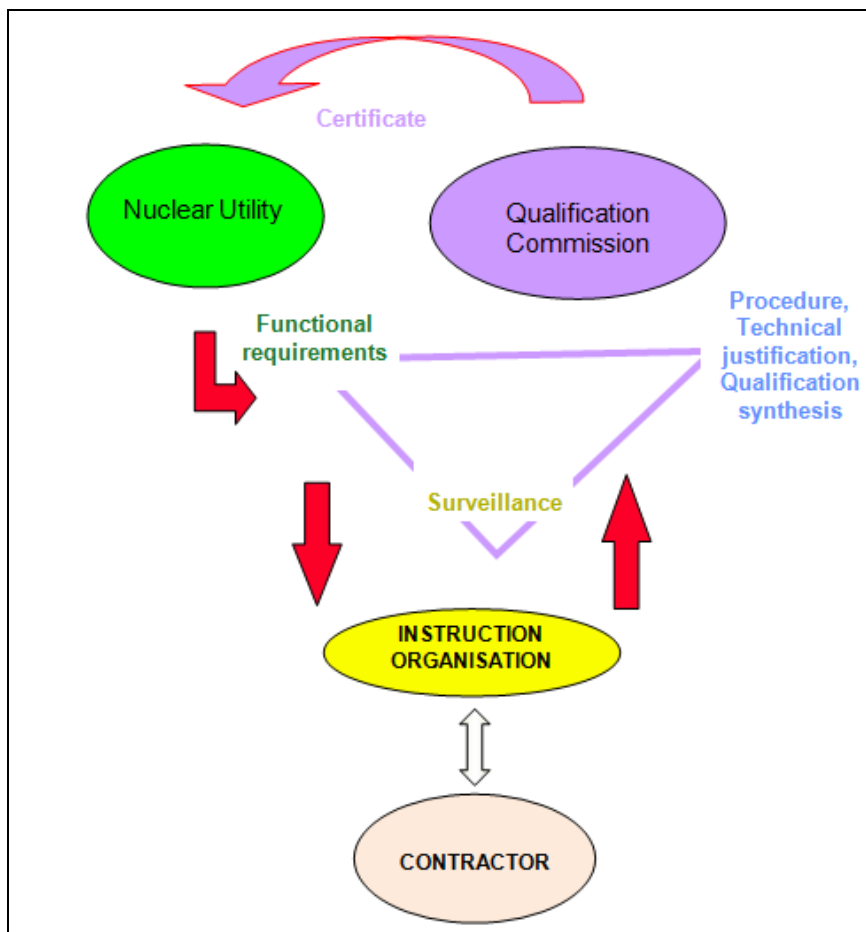 Certificate
Nuclear Utility
Qualification
Commission
Functional
requirements
Procedure,
Technical
justification,
Qualification
synthesis
Surveillance
INSTRUCTION
ORGANISATION
CONTRACTOR